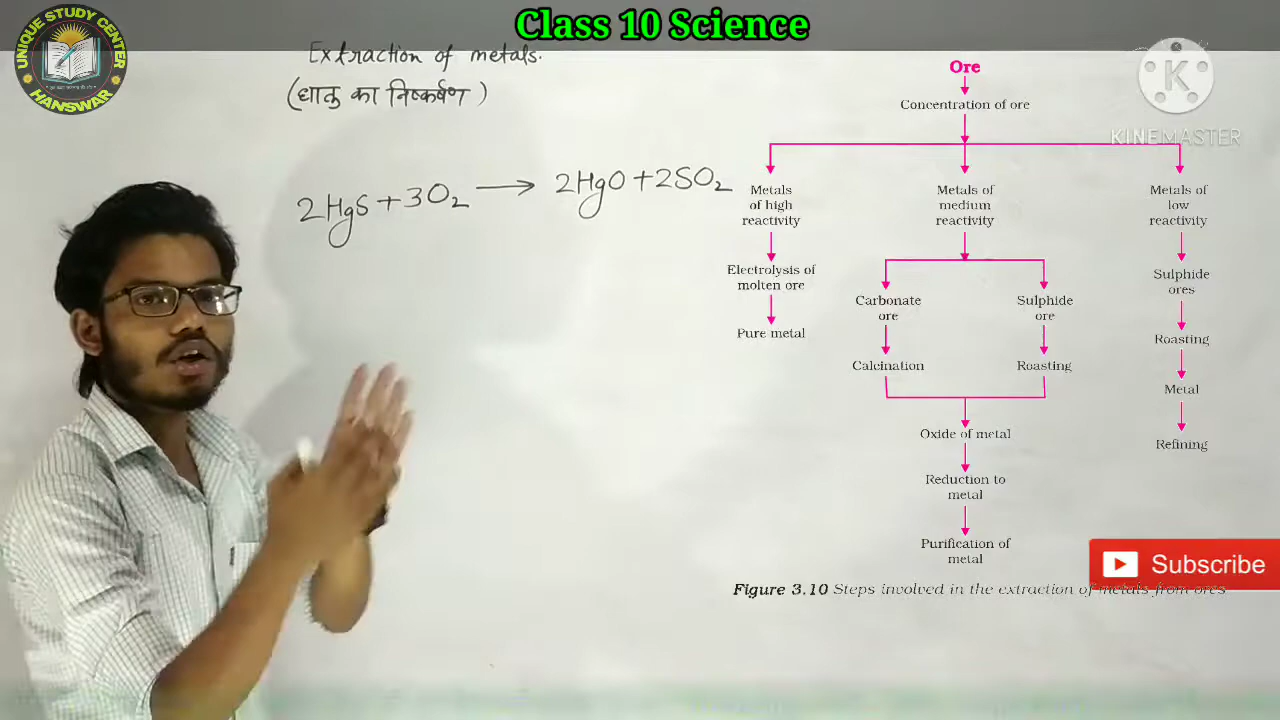 Class 10 Science
UNIQUE STUDY CENTER
HANSWAR
Extraction of metals.
(धातु का निष्कर्षण)
2HgS + 3O₂ → 2HgO + 2SO₂
K
KINEMASTER
Ore
Concentration of ore
Metals
of high
reactivity
Electrolysis of
molten ore
Pure metal
Metals of
medium
reactivity
Carbonate
ore
Calcination
Sulphide
ore
Roasting
Oxide of metal
Reduction to
metal
Purification of
metal
Metals of
low
reactivity
Sulphide
ores
Roasting
Metal
Refining
Subscribe
Figure 3.10 Steps involved in the extraction of metals from ores